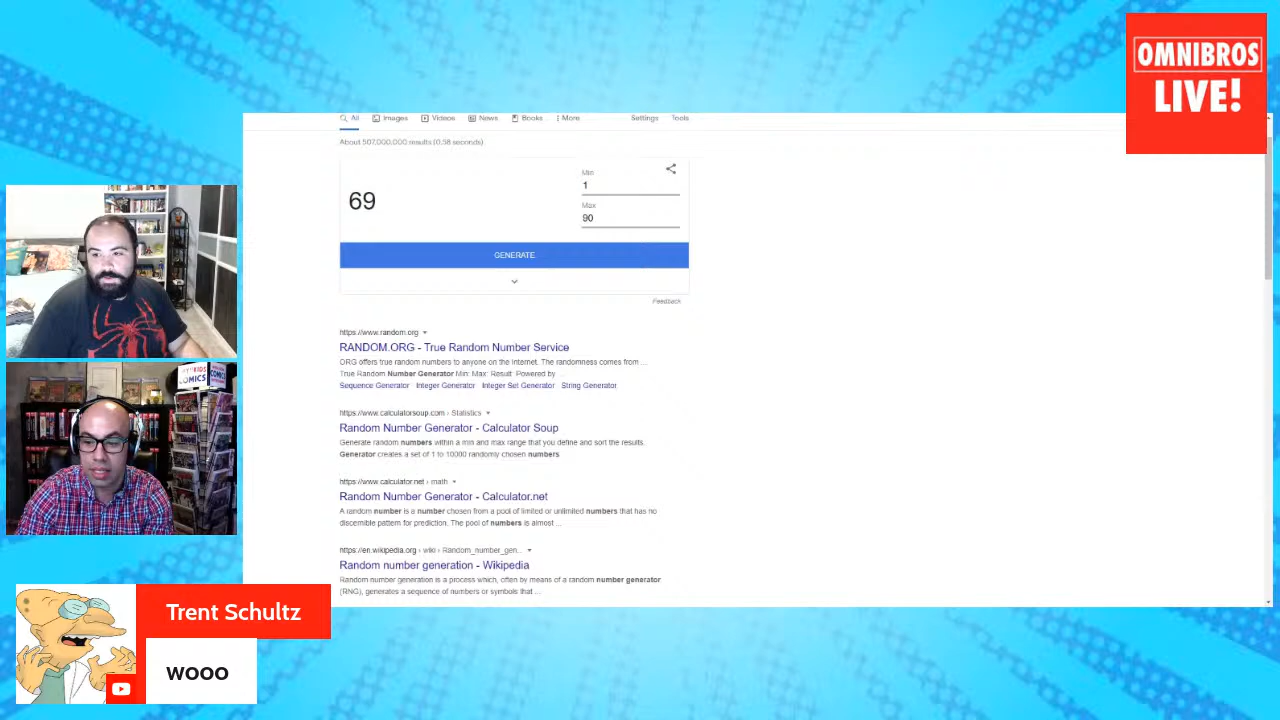 OMNIBROS
LIVE!
All Images Videos News Books More Settings Tools
About 507,000,000 results (0.58 seconds)
69
Min
1
Max
90
GENERATE
Feedback
https://www.random.org
RANDOM.ORG - True Random Number Service
ORG offers true random numbers to anyone on the Internet. The randomness comes from ...
True Random Number Generator Min: Max: Result: Powered by
Sequence Generator Integer Generator Integer Set Generator String Generator
https://www.calculatorsoup.com › Statistics
Random Number Generator - Calculator Soup
Generate random numbers within a min and max range that you define and sort the results.
Generator creates a set of 1 to 10000 randomly chosen numbers.
https://www.calculator.net › math
Random Number Generator - Calculator.net
A random number is a number chosen from a pool of limited or unlimited numbers that has no
discernible pattern for prediction. The pool of numbers is almost ...
https://en.wikipedia.org › wiki › Random_number_gen...
Random number generation - Wikipedia
Random number generation is a process which, often by means of a random number generator
(RNG), generates a sequence of numbers or symbols that ...
COMICS
Trent Schultz
wooo